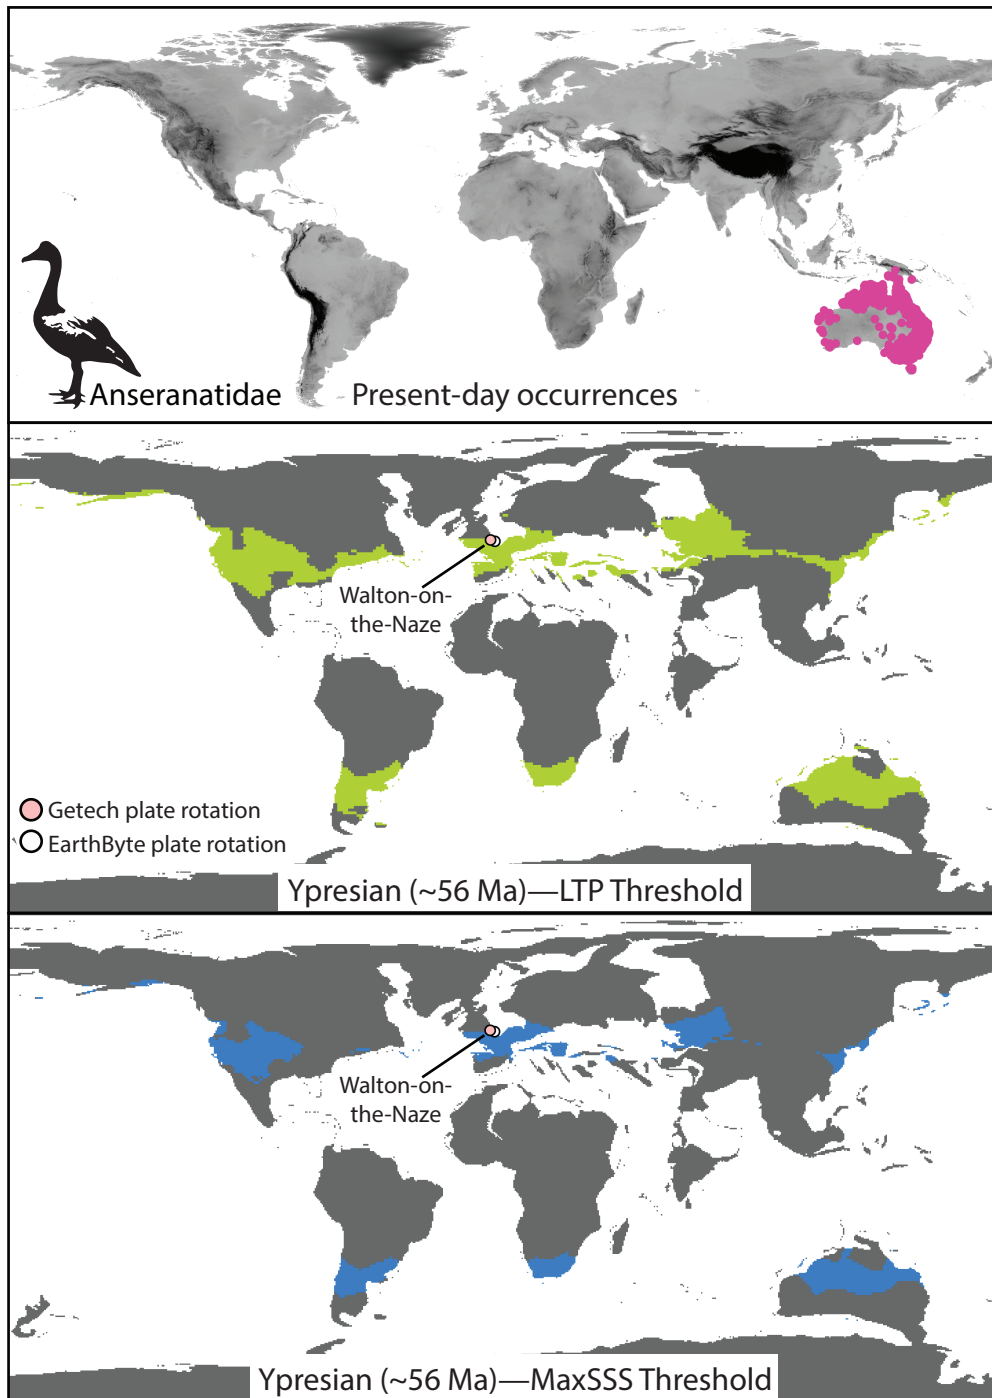 Anseranatidae
Present-day occurrences
Walton-on-
the-Naze
Getech plate rotation
EarthByte plate rotation
Ypresian (~56 Ma)—LTP Threshold
Walton-on-
the-Naze
Ypresian (~56 Ma)—MaxSSS Threshold